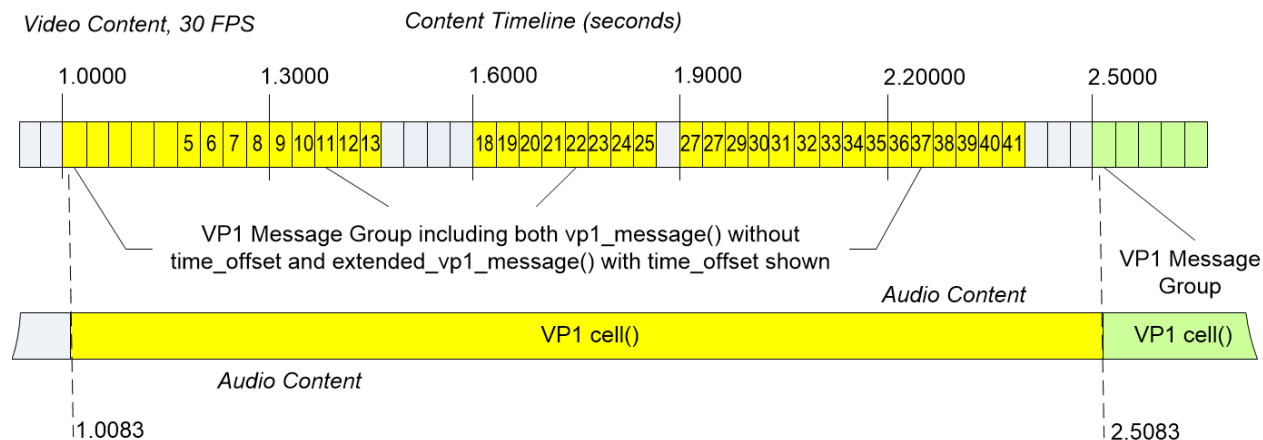 Video Content, 30 FPS
Content Timeline (seconds)
1.0000 1.3000 1.6000 1.9000 2.20000 2.5000
5 6 7 8 9 10 11 12 13 18 19 20 21 22 23 24 25 27 27 29 30 31 32 33 34 35 36 37 38 39 40 41
VP1 Message Group including both vp1_message() without
time_offset and extended_vp1_message() with time_offset shown
VP1 Message
Group
Audio Content
VP1 cell()
VP1 cell()
Audio Content
1.0083
2.5083